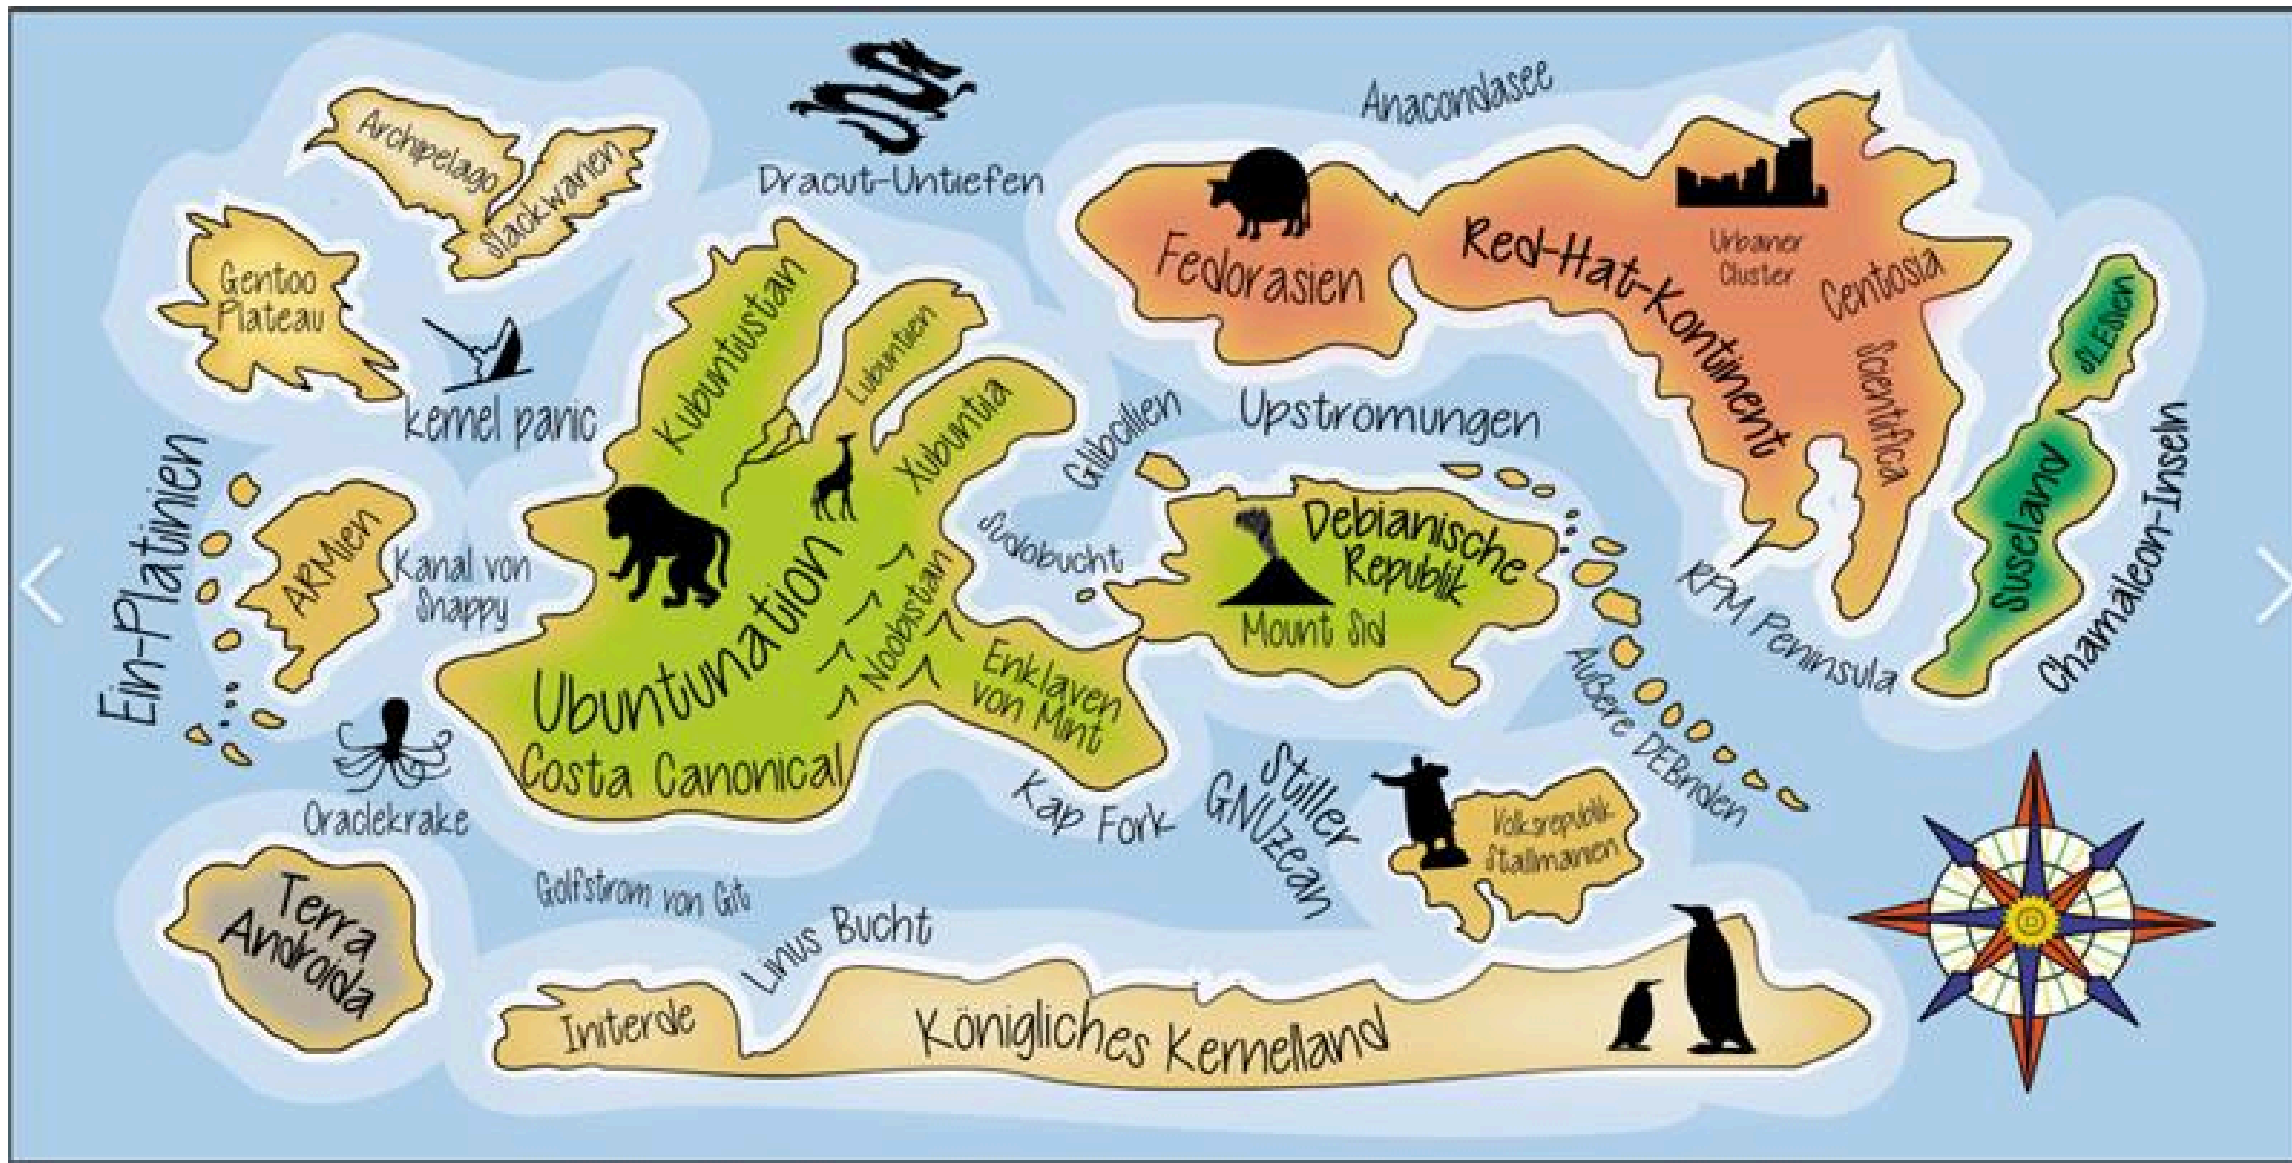 Anacondasee
Archipelago
Slackwarien
Dracut-Untiefen
Gentoo
Plateau
Fedorasien
Red-Hat-Kontinent
Urbaner
Cluster
Centosia
Scientifica
SLESien
Kubuntustan
Lubuntien
Xubuntia
kernel panic
Glibcilien
Upströmungen
Ein-Platinien
ARMien
Kanal von
Snappy
Sudobucht
Debianische
Republik
Mount Sid
Suseland
Chamäleon-Inseln
RPM Peninsula
Ubuntunation
Noobistan
Enklaven
von Mint
Costa Canonical
Äußere DEBriden
Oraclekrake
Kap Fork
Stiller
GNUzean
Volksrepublik
Stallmanien
Terra
Androida
Golfstrom von Git
Linus Bucht
Initerde
Königliches Kernelland